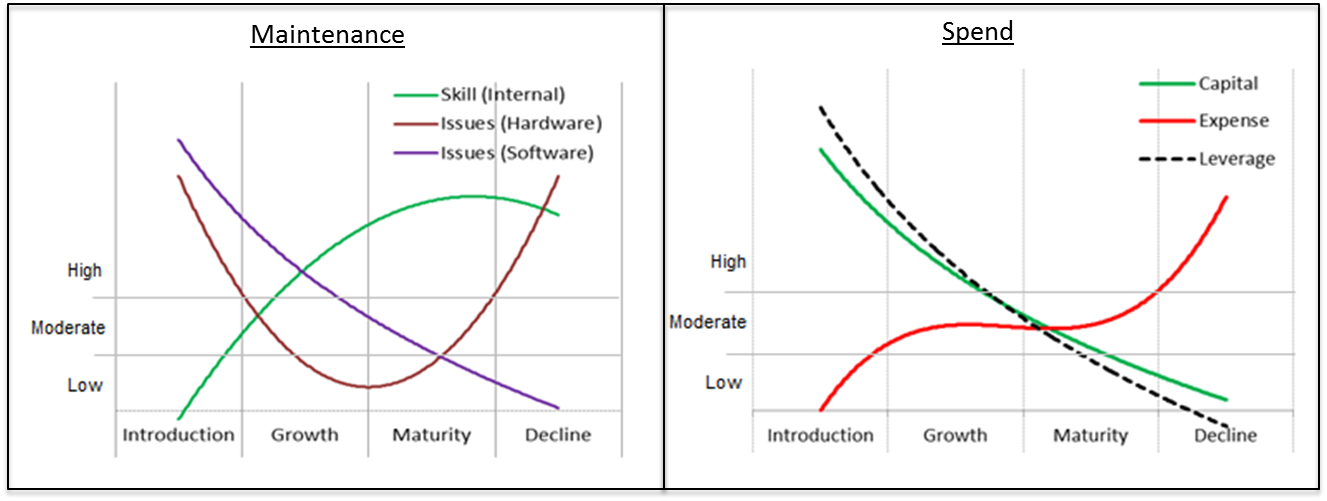 Maintenance
Skill (Internal)
Issues (Hardware)
Issues (Software)
High
Moderate
Low
Introduction Growth Maturity Decline
Spend
Capital
Expense
Leverage
High
Moderate
Low
Introduction Growth Maturity Decline